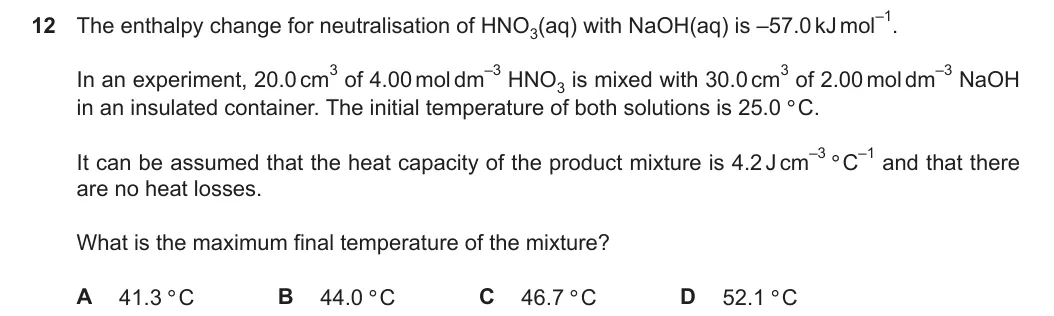 12 The enthalpy change for neutralisation of HNO₃(aq) with NaOH(aq) is –57.0 kJ mol⁻¹.
In an experiment, 20.0 cm³ of 4.00 mol dm⁻³ HNO₃ is mixed with 30.0 cm³ of 2.00 mol dm⁻³ NaOH
in an insulated container. The initial temperature of both solutions is 25.0 °C.
It can be assumed that the heat capacity of the product mixture is 4.2 J cm⁻³ °C⁻¹ and that there
are no heat losses.
What is the maximum final temperature of the mixture?
A 41.3 °C B 44.0 °C C 46.7 °C D 52.1 °C